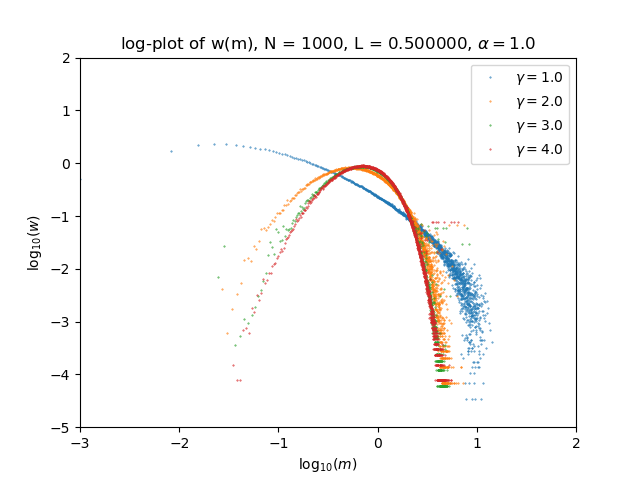 log-plot of w(m), N = 1000, L = 0.500000, α = 1.0
γ = 1.0
γ = 2.0
γ = 3.0
γ = 4.0
2
1
0
−1
−2
−3
−4
−5
log₁₀(w)
−3
−2
−1
0
1
2
log₁₀(m)